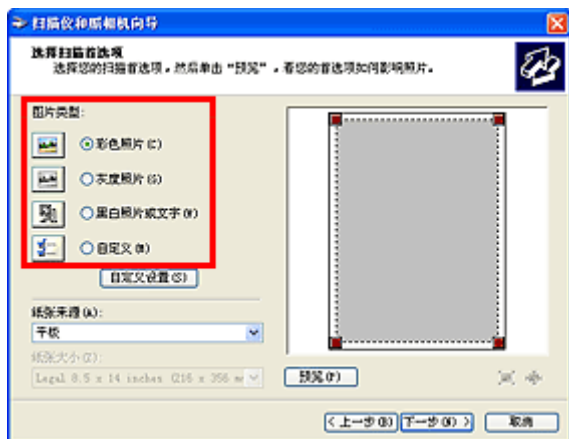 扫描仪和照相机向导
选择扫描首选项
选择您的扫描首选项，然后单击“预览”，看您的首选项如何影响照片。
图片类型:
彩色照片(C)
灰度照片(G)
黑白照片或文字(W)
自定义(M)
自定义设置(S)
纸张来源(A):
平板
纸张大小(Z):
Legal 8.5 x 14 inches (216 x 356 m
预览(P)
< 上一步(B) 下一步(N) > 取消